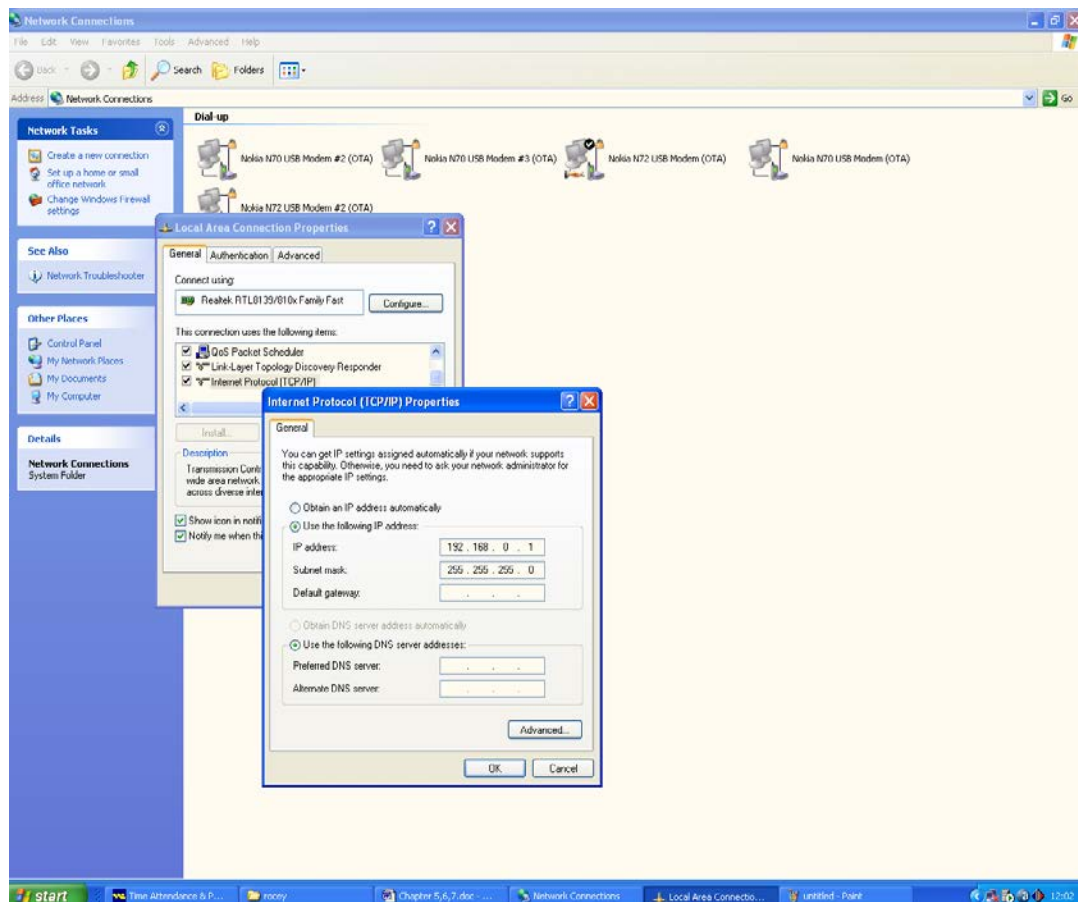 Network Connections
File Edit View Favorites Tools Advanced Help
Back Search Folders
Address Network Connections Go
Network Tasks
Create a new connection
Set up a home or small
office network
Change Windows Firewall
settings
See Also
Network Troubleshooter
Other Places
Control Panel
My Network Places
My Documents
My Computer
Details
Network Connections
System Folder
Dial-up
Nokia N70 USB Modem #2 (OTA)
Nokia N70 USB Modem #3 (OTA)
Nokia N72 USB Modem (OTA)
Nokia N70 USB Modem (OTA)
Nokia N72 USB Modem #2 (OTA)
Local Area Connection Properties
General Authentication Advanced
Connect using:
Realtek RTL8139/810x Family Fast
Configure...
This connection uses the following items:
QoS Packet Scheduler
Link-Layer Topology Discovery Responder
Internet Protocol (TCP/IP)
Install...
Description
Transmission Cont
wide area network
across diverse inte
Show icon in notifi
Notify me when thi
Internet Protocol (TCP/IP) Properties
General
You can get IP settings assigned automatically if your network supports
this capability. Otherwise, you need to ask your network administrator for
the appropriate IP settings.
Obtain an IP address automatically
Use the following IP address:
IP address: 192 . 168 . 0 . 1
Subnet mask: 255 . 255 . 255 . 0
Default gateway: . . .
Obtain DNS server address automatically
Use the following DNS server addresses:
Preferred DNS server: . . .
Alternate DNS server: . . .
Advanced...
OK Cancel
start Time Attendance & P... rocey Chapter 5,6,7.doc - ... Network Connections Local Area Connectio... untitled - Paint 12:02